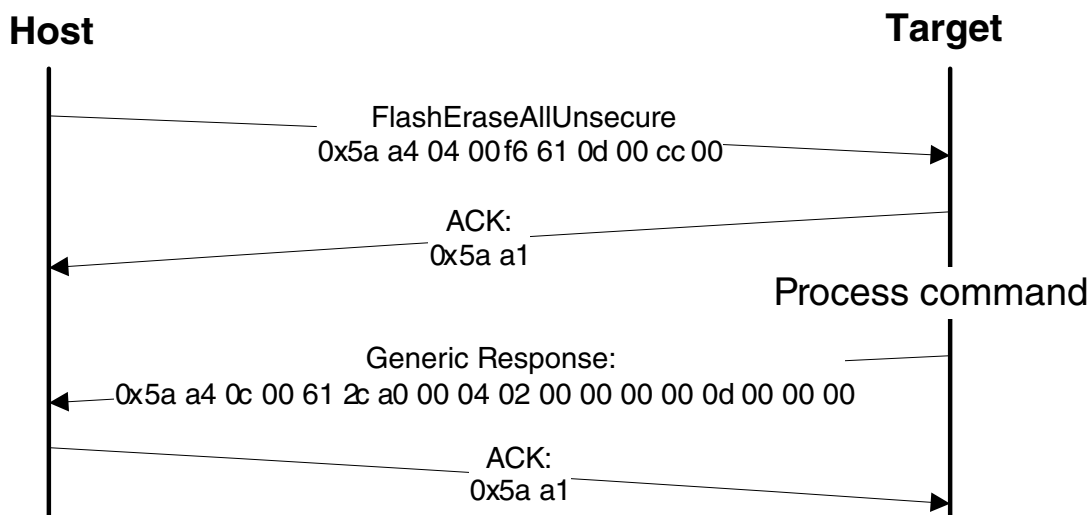 Host
Target
FlashEraseAllUnsecure
0x5a a4 04 00 f6 61 0d 00 cc 00
ACK:
0x5a a1
Process command
Generic Response:
0x5a a4 0c 00 61 2c a0 00 04 02 00 00 00 00 0d 00 00 00
ACK:
0x5a a1